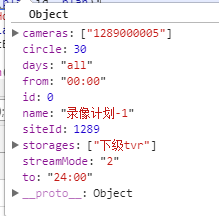 Object
▶ cameras: ["1289000005"]
circle: 30
days: "all"
from: "00:00"
id: 0
name: "录像计划-1"
siteId: 1289
▶ storages: ["下级tvr"]
streamMode: "2"
to: "24:00"
▶ __proto__: Object